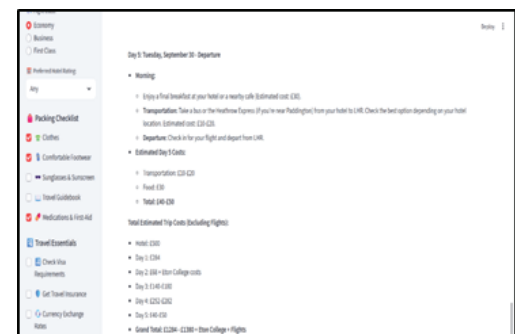 Economy
Business
First Class
Preferred Hotel Rating
Any
Packing Checklist
Clothes
Comfortable Footwear
Sunglasses & Sunscreen
Travel Guidebook
Medications & First-Aid
Travel Essentials
Check Visa
Requirements
Get Travel Insurance
Currency Exchange
Rates
Deploy
Day 5: Tuesday, September 30 - Departure
Morning:
Enjoy a final breakfast at your hotel or a nearby cafe (Estimated cost: £30).
Transportation: Take a bus or the Heathrow Express (if you're near Paddington) from your hotel to LHR. Check the best option depending on your hotel
location. Estimated cost: £10-£20.
Departure: Check in for your flight and depart from LHR.
Estimated Day 5 Costs:
Transportation: £10-£20
Food: £30
Total: £40-£50
Total Estimated Trip Costs (Excluding Flights):
Hotel: £500
Day 1:
Day 2: + Eton College costs
Day 3: £140-£180
Day 4: £252-£282
Day 5: £40-£50
Grand Total: + Eton College + Flights